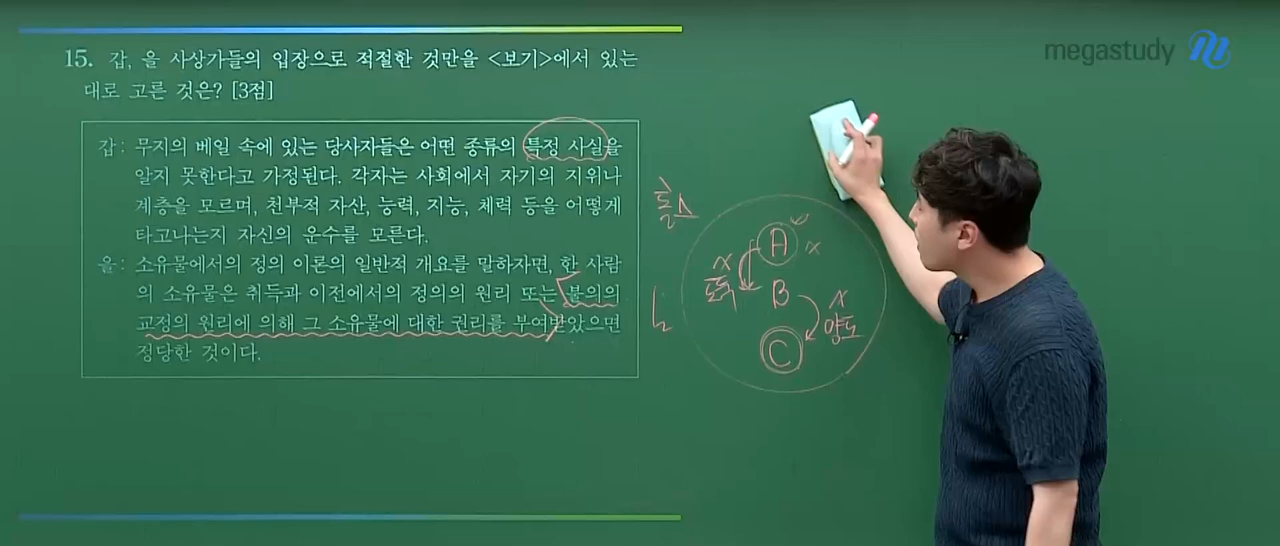 megastudy
15. 갑, 을 사상가들의 입장으로 적절한 것만을 <보기>에서 있는
대로 고른 것은? [3점]
갑: 무지의 베일 속에 있는 당사자들은 어떤 종류의 특정 사실을
알지 못한다고 가정된다. 각자는 사회에서 자기의 지위나
계층을 모르며, 천부적 자산, 능력, 지능, 체력 등을 어떻게
타고나는지 자신의 운수를 모른다.
을: 소유물에서의 정의 이론의 일반적 개요를 말하자면, 한 사람
의 소유물은 취득과 이전에서의 정의의 원리 또는 불의의
교정의 원리에 의해 그 소유물에 대한 권리를 부여받았으면
정당한 것이다.
롤스
A x
x
도둑 B x
양도
C